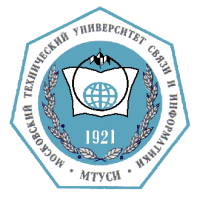 МОСКОВСКИЙ ТЕХНИЧЕСКИЙ УНИВЕРСИТЕТ СВЯЗИ И ИНФОРМАТИКИ
1921
• МТУСИ •